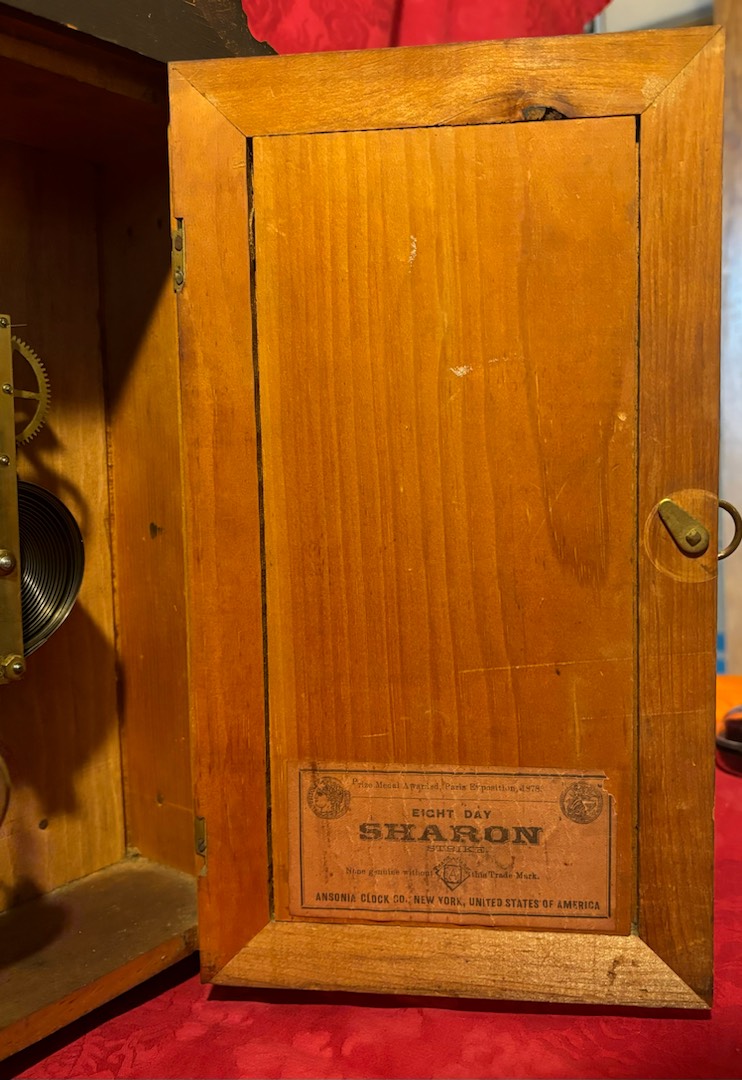 Prize Medal Awarded, Paris Exposition, 1878.
EIGHT DAY
SHARON
STRIKE.
None genuine without this Trade Mark.
A
ANSONIA CLOCK CO., NEW YORK, UNITED STATES OF AMERICA